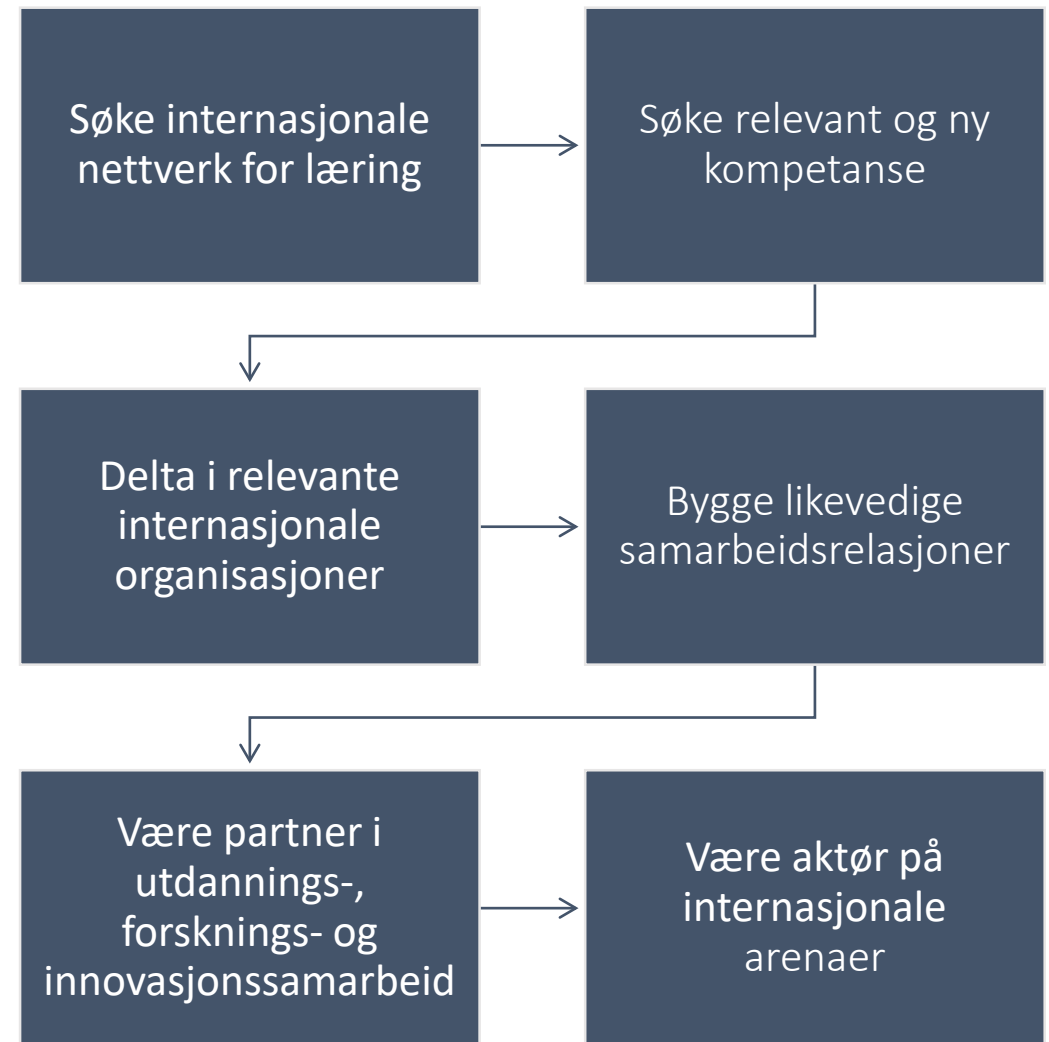 Søke internasjonale
nettverk for læring
Søke relevant og ny
kompetanse
Delta i relevante
internasjonale
organisasjoner
Bygge likevedige
samarbeidsrelasjoner
Være partner i
utdannings-,
forsknings- og
innovasjonssamarbeid
Være aktør på
internasjonale
arenaer